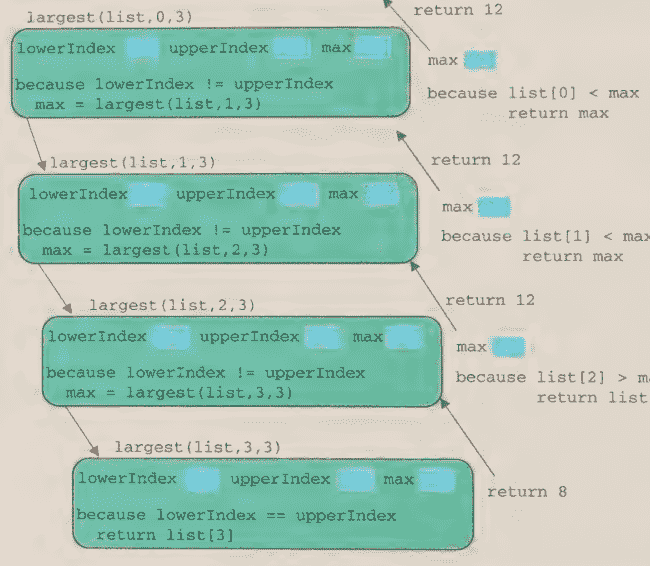 largest(list,0,3)
return 12
lowerIndex upperIndex max
max
because lowerIndex != upperIndex
max = largest(list,1,3)
because list[0] < max
return max
largest(list,1,3)
return 12
lowerIndex upperIndex max
max
because lowerIndex != upperIndex
max = largest(list,2,3)
because list[1] < max
return max
largest(list,2,3)
return 12
lowerIndex upperIndex max
max
because lowerIndex != upperIndex
max = largest(list,3,3)
because list[2] > ma
return list
largest(list,3,3)
lowerIndex upperIndex max
return 8
because lowerIndex == upperIndex
return list[3]